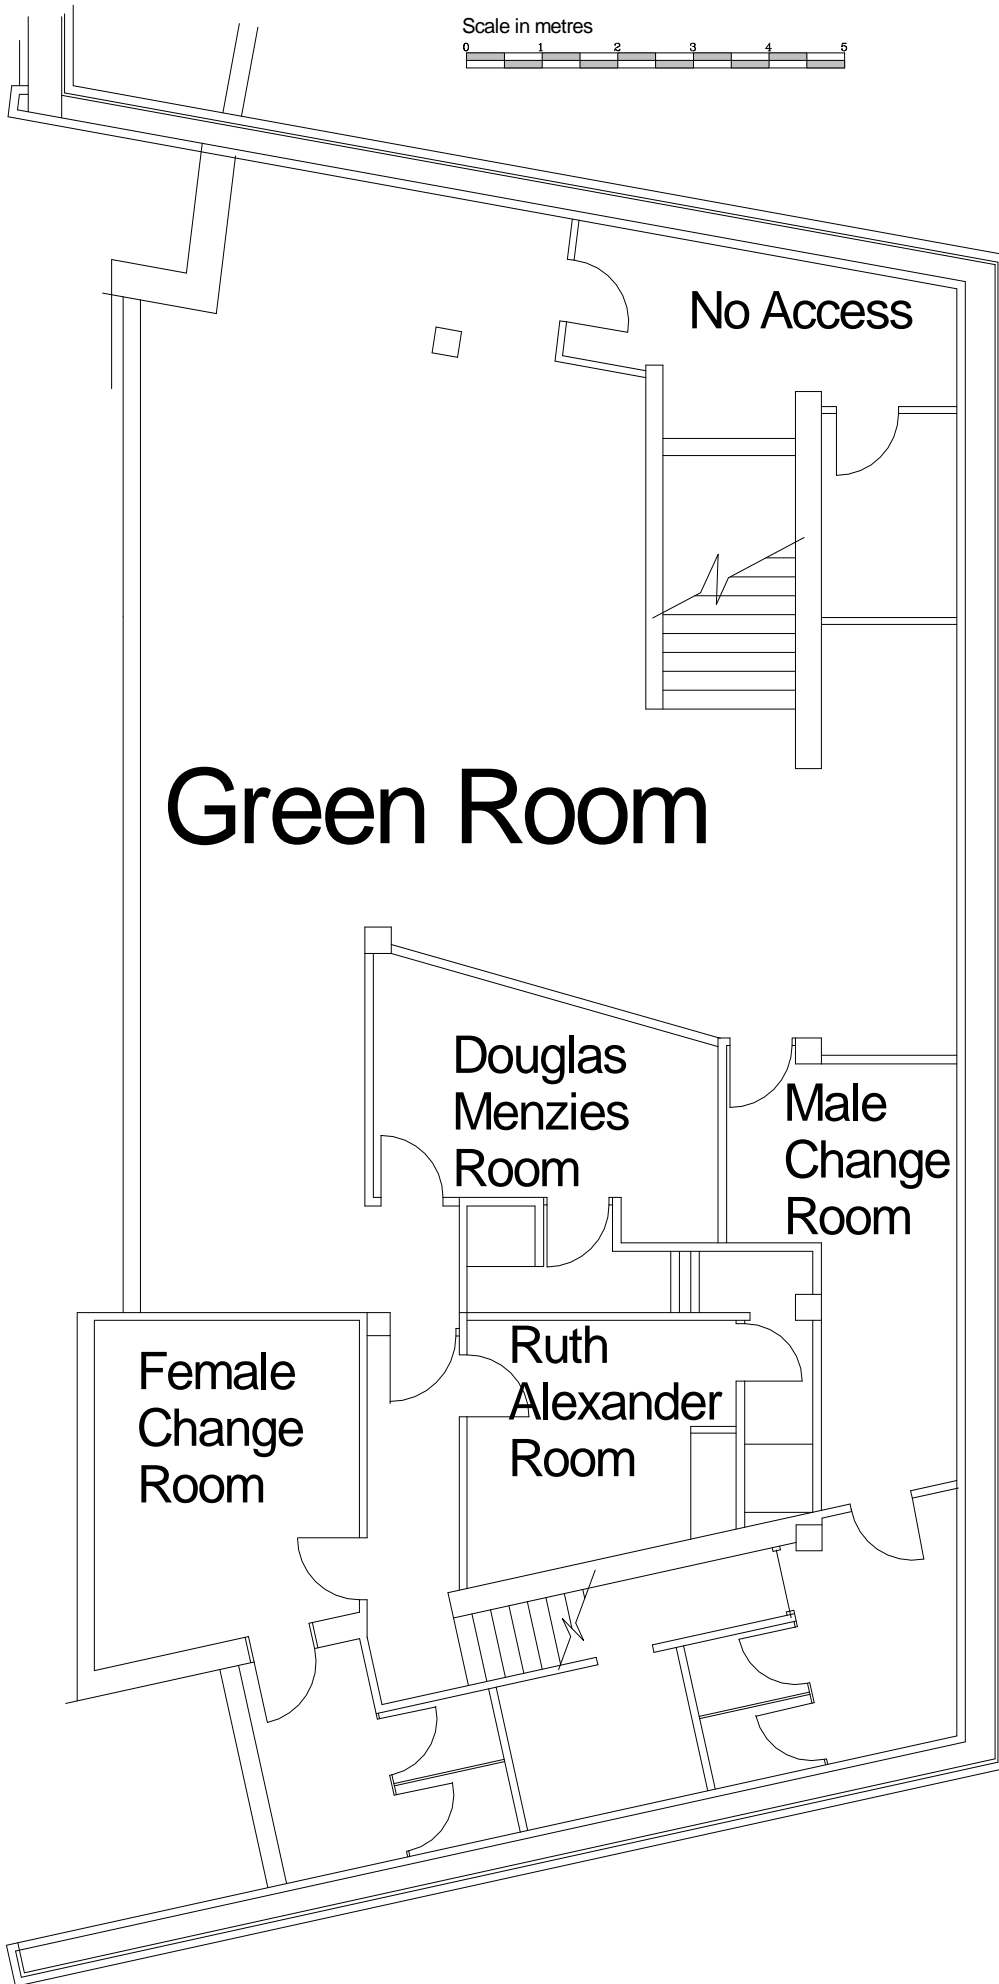 Scale in metres
0 1 2 3 4 5
No Access
Green Room
Douglas
Menzies
Room
Male
Change
Room
Female
Change
Room
Ruth
Alexander
Room